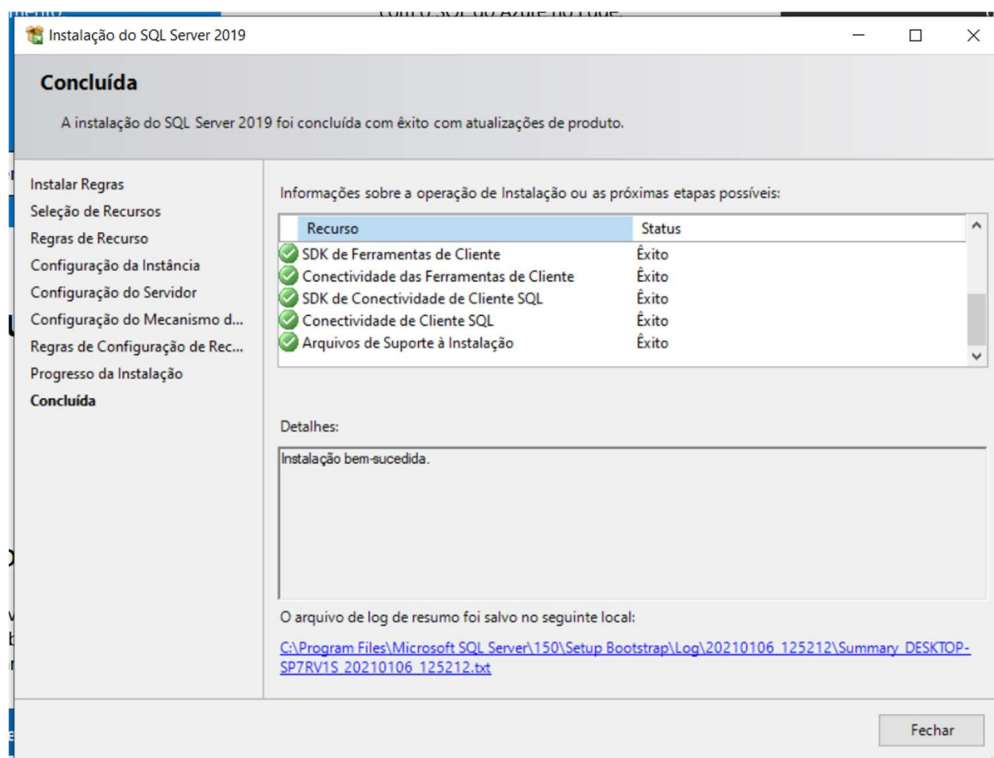 Instalação do SQL Server 2019
Concluída
A instalação do SQL Server 2019 foi concluída com êxito com atualizações de produto.
Instalar Regras
Seleção de Recursos
Regras de Recurso
Configuração da Instância
Configuração do Servidor
Configuração do Mecanismo d...
Regras de Configuração de Rec...
Progresso da Instalação
Concluída
Informações sobre a operação de Instalação ou as próximas etapas possíveis:
Recurso Status
SDK de Ferramentas de Cliente Êxito
Conectividade das Ferramentas de Cliente Êxito
SDK de Conectividade de Cliente SQL Êxito
Conectividade de Cliente SQL Êxito
Arquivos de Suporte à Instalação Êxito
Detalhes:
Instalação bem-sucedida.
O arquivo de log de resumo foi salvo no seguinte local:
C:\Program Files\Microsoft SQL Server\150\Setup Bootstrap\Log\20210106_125212\Summary_DESKTOP-
SP7RV1S_20210106_125212.txt
Fechar